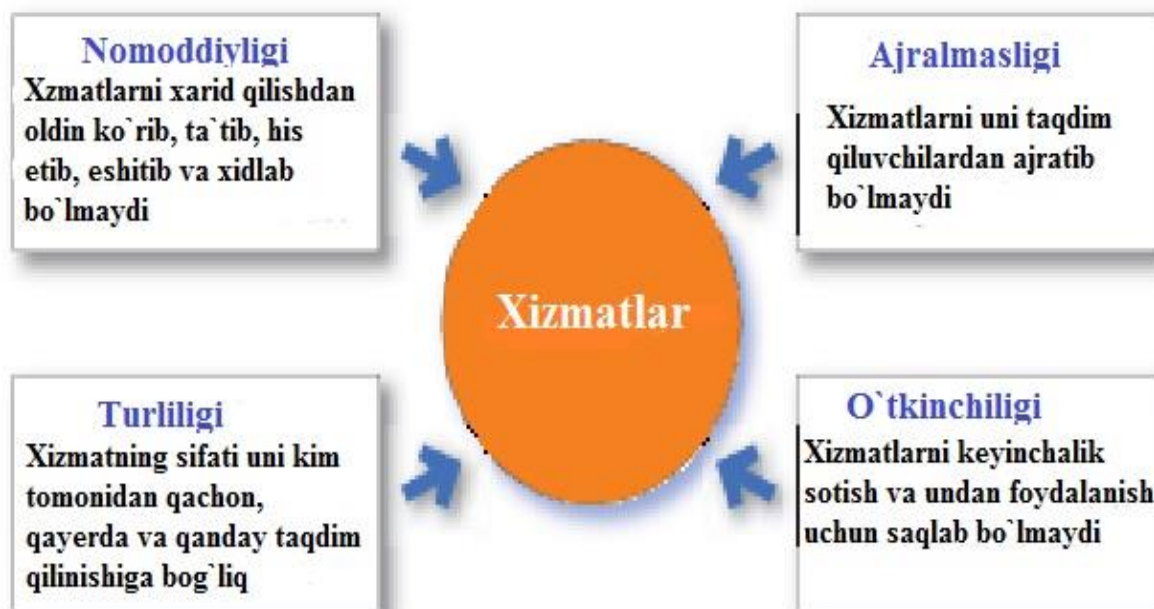 Nomoddiyligi
Xzmatlarni xarid qilishdan
oldin ko`rib, ta`tib, his
etib, eshitib va xidlab
bo`lmaydi
Ajralmasligi
Xizmatlarni uni taqdim
qiluvchilardan ajratib
bo`lmaydi
Xizmatlar
Turliligi
Xizmatning sifati uni kim
tomonidan qachon,
qayerda va qanday taqdim
qilinishiga bog`liq
O`tkinchiligi
Xizmatlarni keyinchalik
sotish va undan foydalanish
uchun saqlab bo`lmaydi